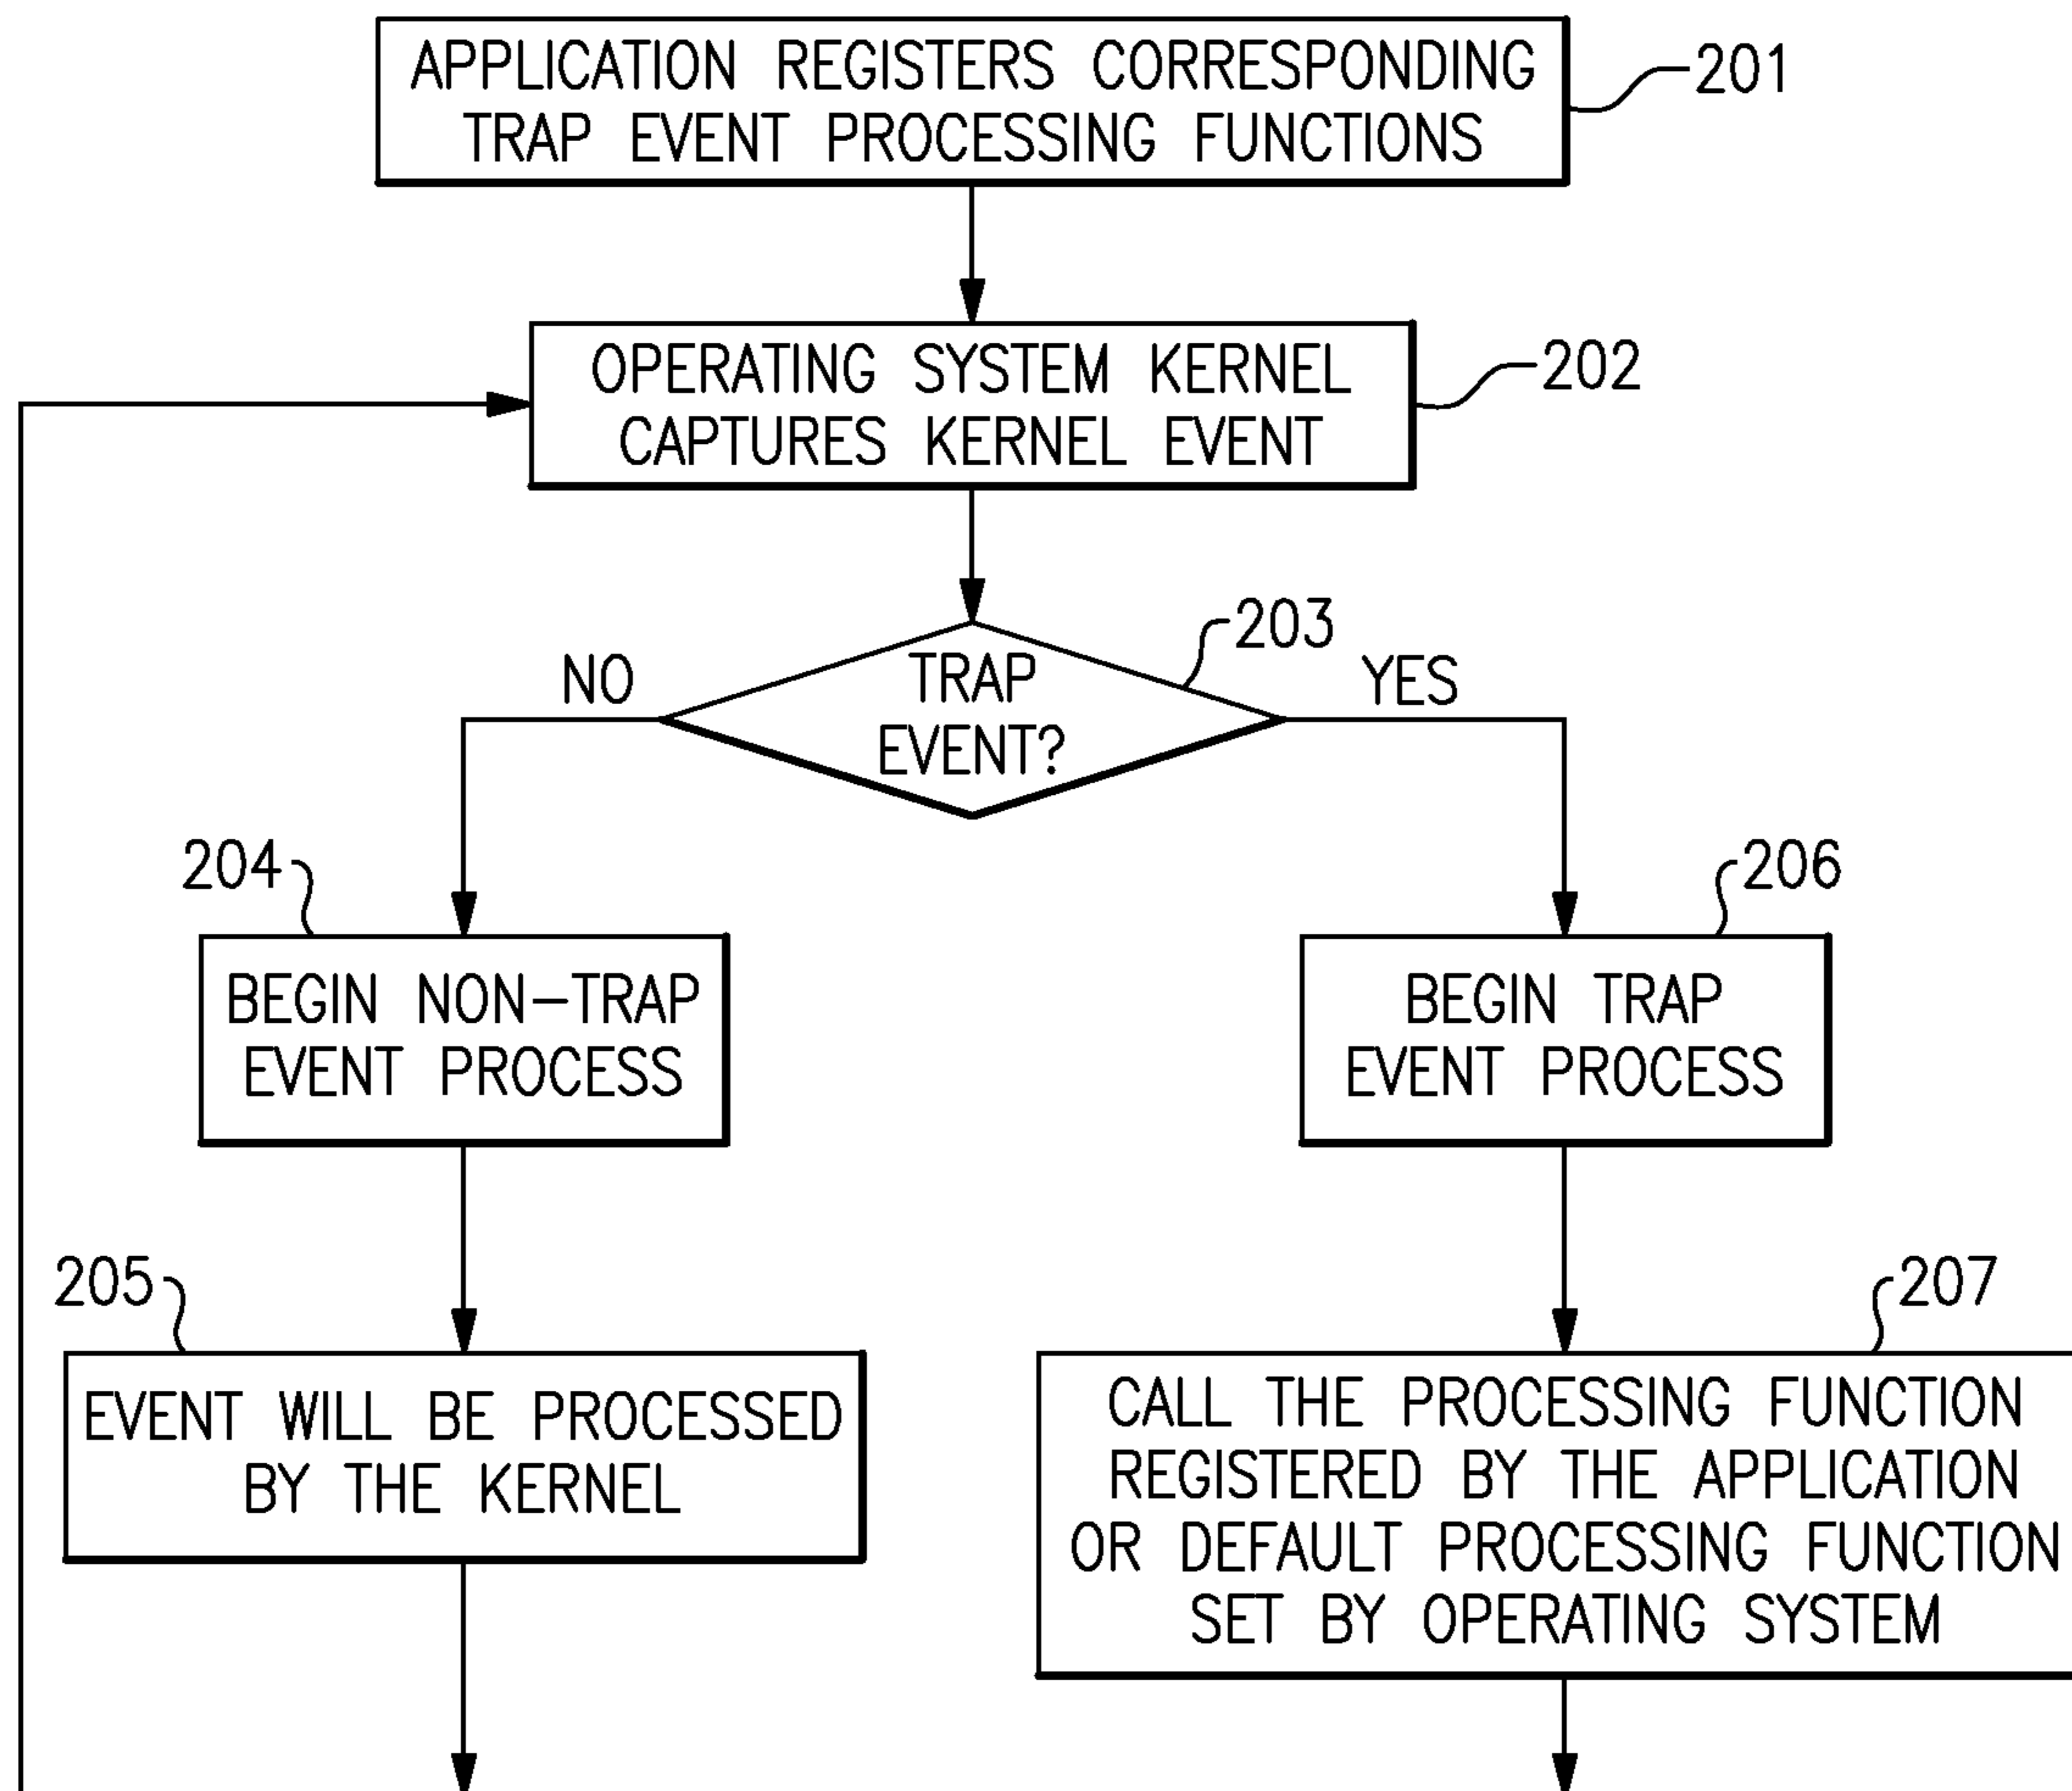 APPLICATION REGISTERS CORRESPONDING
TRAP EVENT PROCESSING FUNCTIONS
201
OPERATING SYSTEM KERNEL
CAPTURES KERNEL EVENT
202
203
NO
TRAP
EVENT?
YES
204
BEGIN NON-TRAP
EVENT PROCESS
206
BEGIN TRAP
EVENT PROCESS
205
EVENT WILL BE PROCESSED
BY THE KERNEL
207
CALL THE PROCESSING FUNCTION
REGISTERED BY THE APPLICATION
OR DEFAULT PROCESSING FUNCTION
SET BY OPERATING SYSTEM